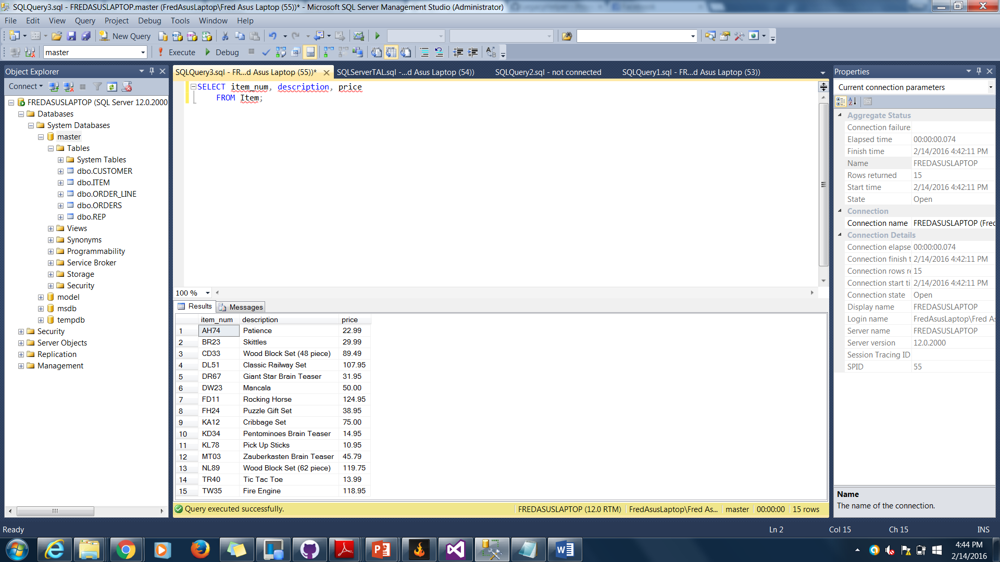 SQLQuery3.sql - FREDASUSLAPTOP.master (FredAsusLaptop\Fred Asus Laptop (55))* - Microsoft SQL Server Management Studio (Administrator)
File Edit View Query Project Debug Tools Window Help
New Query
master Execute Debug
Object Explorer
Connect
FREDASUSLAPTOP (SQL Server 12.0.2000
Databases
System Databases
master
Tables
System Tables
dbo.CUSTOMER
dbo.ITEM
dbo.ORDER_LINE
dbo.ORDERS
dbo.REP
Views
Synonyms
Programmability
Service Broker
Storage
Security
model
msdb
tempdb
Security
Server Objects
Replication
Management
SQLQuery3.sql - FR...d Asus Laptop (55))* SQLServerTAL.sql -...d Asus Laptop (54)) SQLQuery2.sql - not connected SQLQuery1.sql - FR...d Asus Laptop (53))
SELECT item_num, description, price
FROM Item;
100 %
Results Messages
item_num description price
1 AH74 Patience 22.99
2 BR23 Skittles 29.99
3 CD33 Wood Block Set (48 piece) 89.49
4 DL51 Classic Railway Set 107.95
5 DR67 Giant Star Brain Teaser 31.95
6 DW23 Mancala 50.00
7 FD11 Rocking Horse 124.95
8 FH24 Puzzle Gift Set 38.95
9 KA12 Cribbage Set 75.00
10 KD34 Pentominoes Brain Teaser 14.95
11 KL78 Pick Up Sticks 10.95
12 MT03 Zauberkasten Brain Teaser 45.79
13 NL89 Wood Block Set (62 piece) 119.75
14 TR40 Tic Tac Toe 13.99
15 TW35 Fire Engine 118.95
Query executed successfully. FREDASUSLAPTOP (12.0 RTM) FredAsusLaptop\Fred As... master 00:00:00 15 rows
Properties
Current connection parameters
Aggregate Status
Connection failure
Elapsed time 00:00:00.074
Finish time 2/14/2016 4:42:11 PM
Name FREDASUSLAPTOP
Rows returned 15
Start time 2/14/2016 4:42:11 PM
State Open
Connection
Connection name FREDASUSLAPTOP (Fred
Connection Details
Connection elapse 00:00:00.074
Connection finish t 2/14/2016 4:42:11 PM
Connection rows re 15
Connection start ti 2/14/2016 4:42:11 PM
Connection state Open
Display name FREDASUSLAPTOP
Login name FredAsusLaptop\Fred As
Server name FREDASUSLAPTOP
Server version 12.0.2000
Session Tracing ID
SPID 55
Name
The name of the connection.
Ready Ln 2 Col 15 Ch 15 INS
4:44 PM
2/14/2016